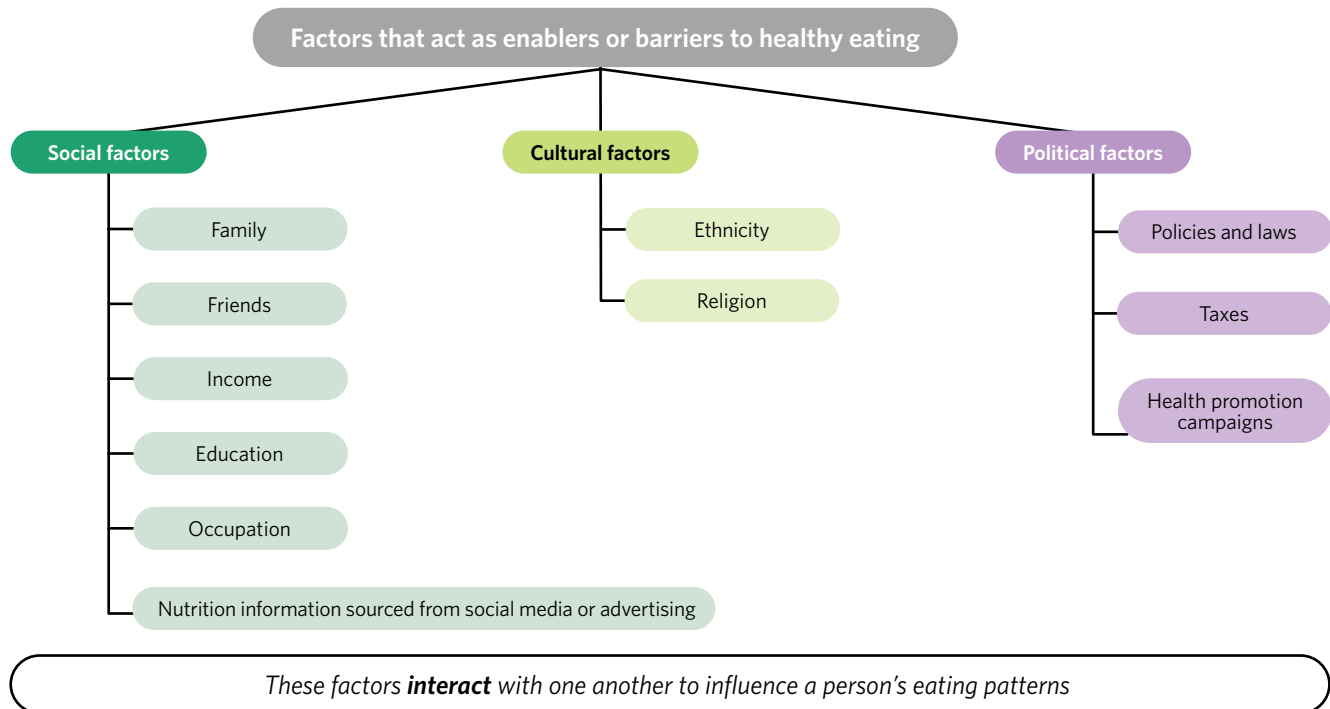 Factors that act as enablers or barriers to healthy eating
Social factors
Family
Friends
Income
Education
Occupation
Nutrition information sourced from social media or advertising
Cultural factors
Ethnicity
Religion
Political factors
Policies and laws
Taxes
Health promotion
campaigns
These factors interact with one another to influence a person’s eating patterns